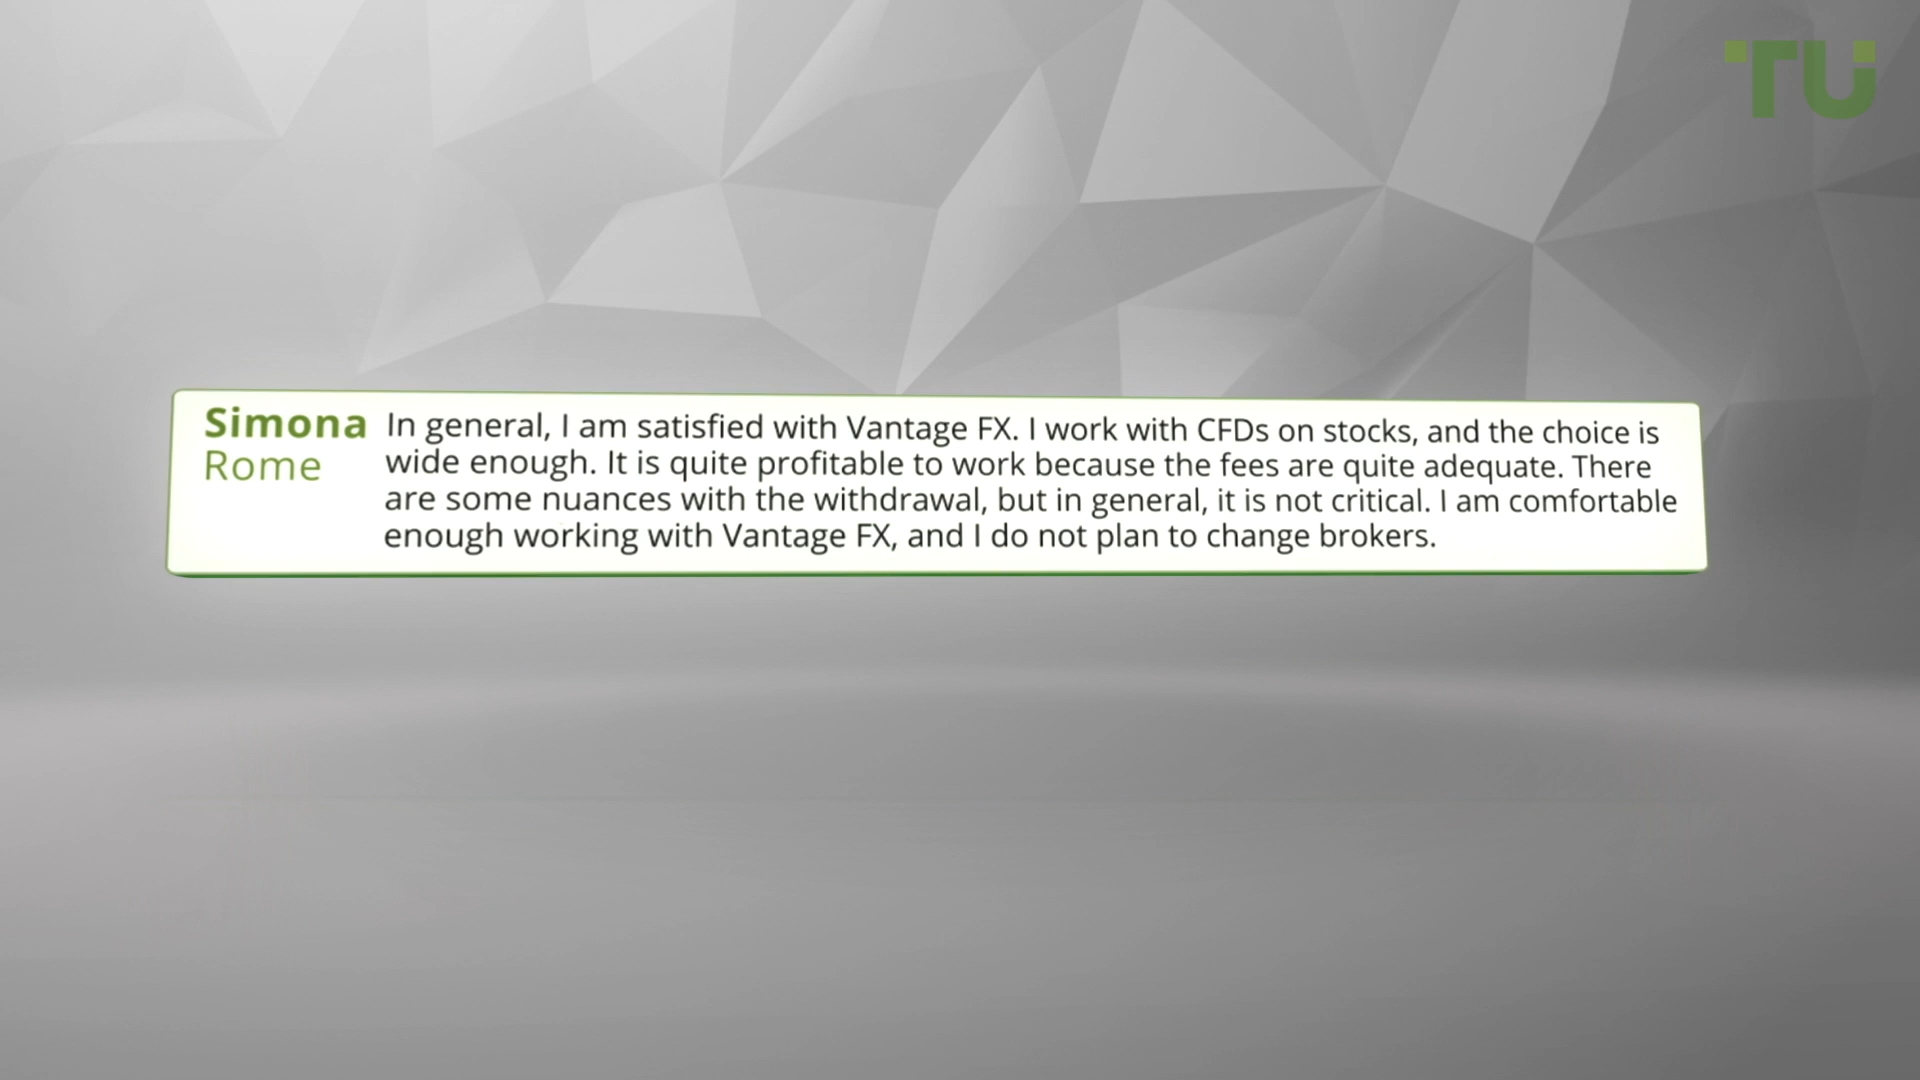 TU
Simona
Rome
In general, I am satisfied with Vantage FX. I work with CFDs on stocks, and the choice is
wide enough. It is quite profitable to work because the fees are quite adequate. There
are some nuances with the withdrawal, but in general, it is not critical. I am comfortable
enough working with Vantage FX, and I do not plan to change brokers.